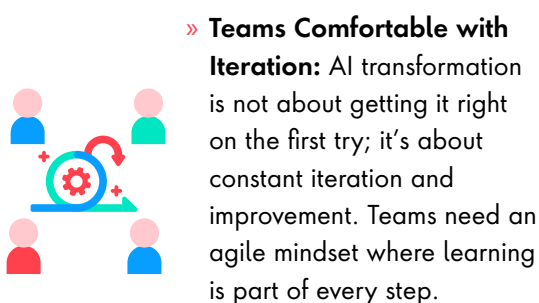 » Teams Comfortable with
Iteration: AI transformation
is not about getting it right
on the first try; it’s about
constant iteration and
improvement. Teams need an
agile mindset where learning
is part of every step.